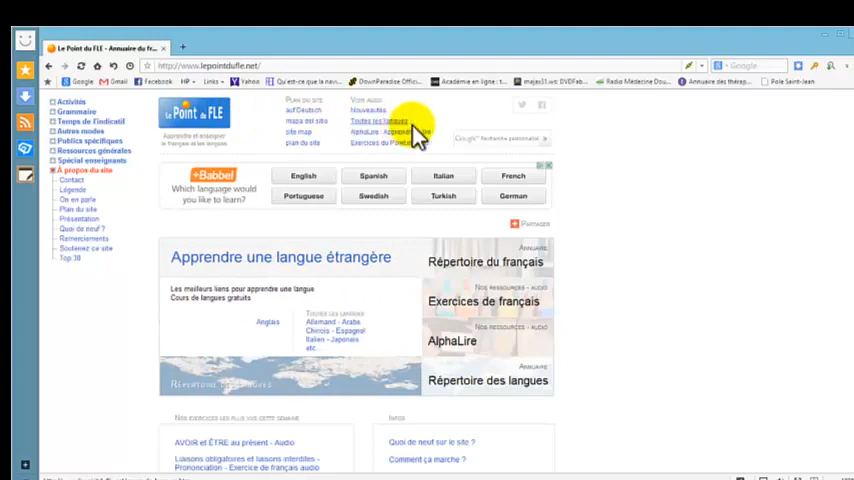 Le Point du FLE - Annuaire du fr...
http://www.lepointdufle.net/
Google
Google
Gmail
Facebook
HP
Links
Yahoo
Qu'est-ce que la navi...
DownParadise Offici...
Académie en ligne : t...
majax31.ws: DVDFab...
Radio Médecine Dou...
Annuaire des thérap...
Pole Saint-Jean
Activités
Grammaire
Temps de l'indicatif
Autres modes
Publics spécifiques
Ressources générales
Spécial enseignants
À propos du site
Contact
Légende
On en parle
Plan du site
Présentation
Quoi de neuf ?
Remerciements
Soutenez ce site
Top 30
Le Point du FLE
Apprendre et enseigner
le français et les langues
PLAN DU SITE
auf Deutsch
mapa del sitio
site map
plan du site
VOIR AUSSI
Nouveautés
Toutes les langues
AlphaLire : Apprendre
Exercices du Point
Google
+Babbel
Which language would
you like to learn?
English
Spanish
Italian
French
Portuguese
Swedish
Turkish
German
PARTAGER
Apprendre une langue étrangère
Les meilleurs liens pour apprendre une langue
Cours de langues gratuits
Anglais
TOUTES LES LANGUES
Allemand - Arabe
Chinois - Espagnol
Italien - Japonais
etc.
RÉPERTOIRE DES LANGUES
ANNUAIRE
Répertoire du français
NOS RESSOURCES - AUDIO
Exercices de français
NOS RESSOURCES - AUDIO
AlphaLire
ANNUAIRE
Répertoire des langues
NOS EXERCICES LES PLUS VUS CETTE SEMAINE
AVOIR et ÊTRE au présent - Audio
Liaisons obligatoires et liaisons interdites -
Prononciation - Exercice de français audio
INFOS
Quoi de neuf sur le site ?
Comment ça marche ?